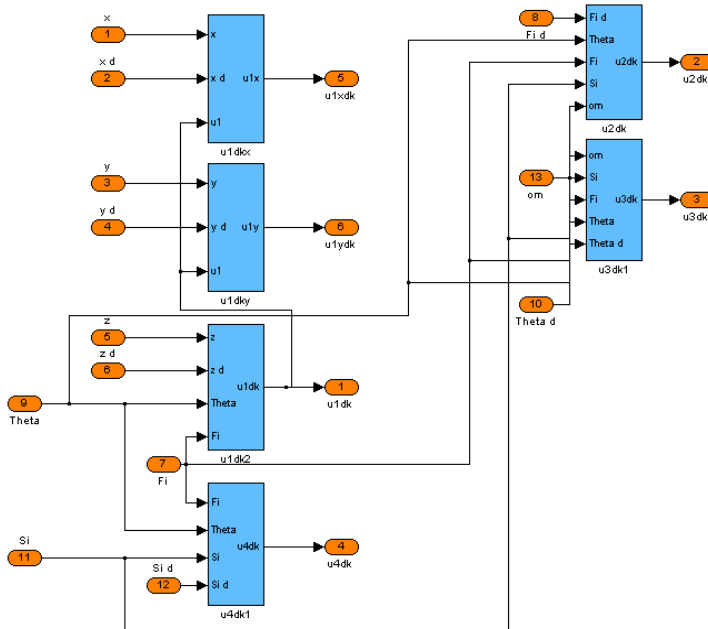 x
1
x d
2
x
x d
u1
u1x
u1dkx
5
u1xdk
y
3
y d
4
y
y d
u1
u1y
u1dky
6
u1ydk
z
5
z d
6
z
z d
Theta
Fi
u1dk
u1dk2
1
u1dk
9
Theta
7
Fi
Fi
Theta
Si
Si d
u4dk
u4dk1
4
u4dk
Si
11
Si d
12
8
Fi d
Fi d
Theta
Fi
Si
om
u2dk
u2dk
2
u2dk
13
om
om
Si
Fi
Theta
Theta d
u3dk
u3dk1
3
u3dk
10
Theta d